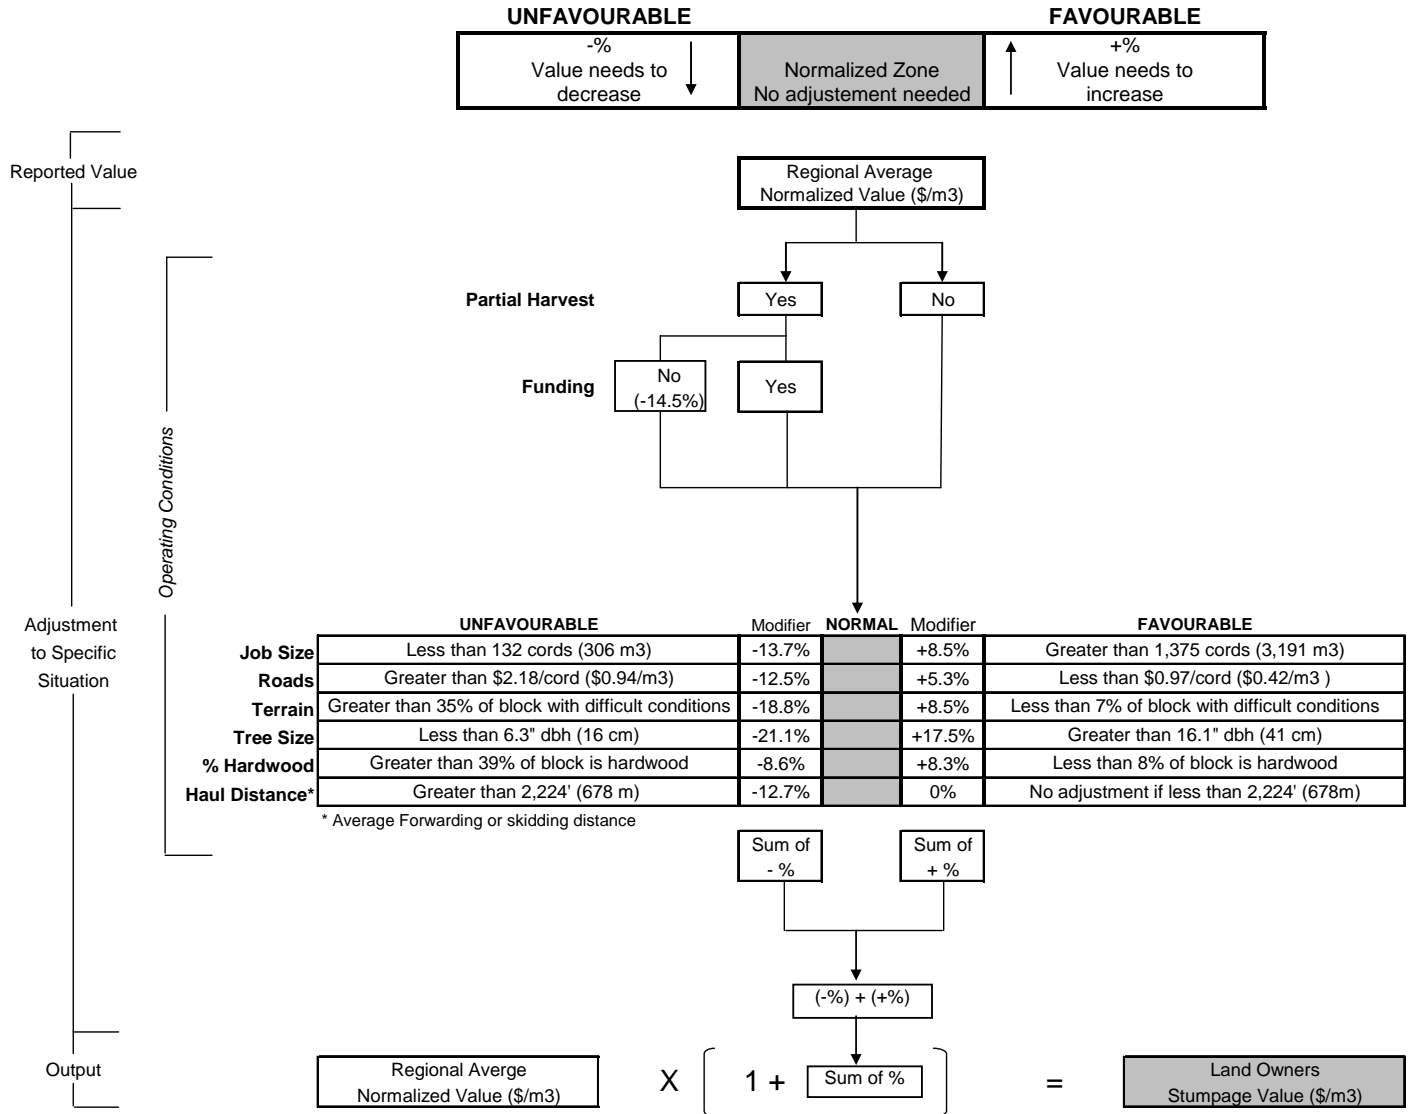 UNFAVOURABLE
FAVOURABLE
-%
Value needs to
decrease
Normalized Zone
No adjustement needed
+%
Value needs to
increase
Reported Value
Regional Average
Normalized Value ($/m3)
Partial Harvest
Yes
No
Funding
No
(-14.5%)
Yes
Operating Conditions
Adjustment
to Specific
Situation
UNFAVOURABLE Modifier NORMAL Modifier FAVOURABLE
Job Size Less than 132 cords (306 m3) -13.7% +8.5% Greater than 1,375 cords (3,191 m3)
Roads Greater than $2.18/cord ($0.94/m3) -12.5% +5.3% Less than $0.97/cord ($0.42/m3 )
Terrain Greater than 35% of block with difficult conditions -18.8% +8.5% Less than 7% of block with difficult conditions
Tree Size Less than 6.3" dbh (16 cm) -21.1% +17.5% Greater than 16.1" dbh (41 cm)
% Hardwood Greater than 39% of block is hardwood -8.6% +8.3% Less than 8% of block is hardwood
Haul Distance* Greater than 2,224' (678 m) -12.7% 0% No adjustment if less than 2,224' (678m)
* Average Forwarding or skidding distance
Sum of
- %
Sum of
+ %
(-%) + (+%)
Output
Regional Averge
Normalized Value ($/m3)
X
1 +
Sum of %
=
Land Owners
Stumpage Value ($/m3)